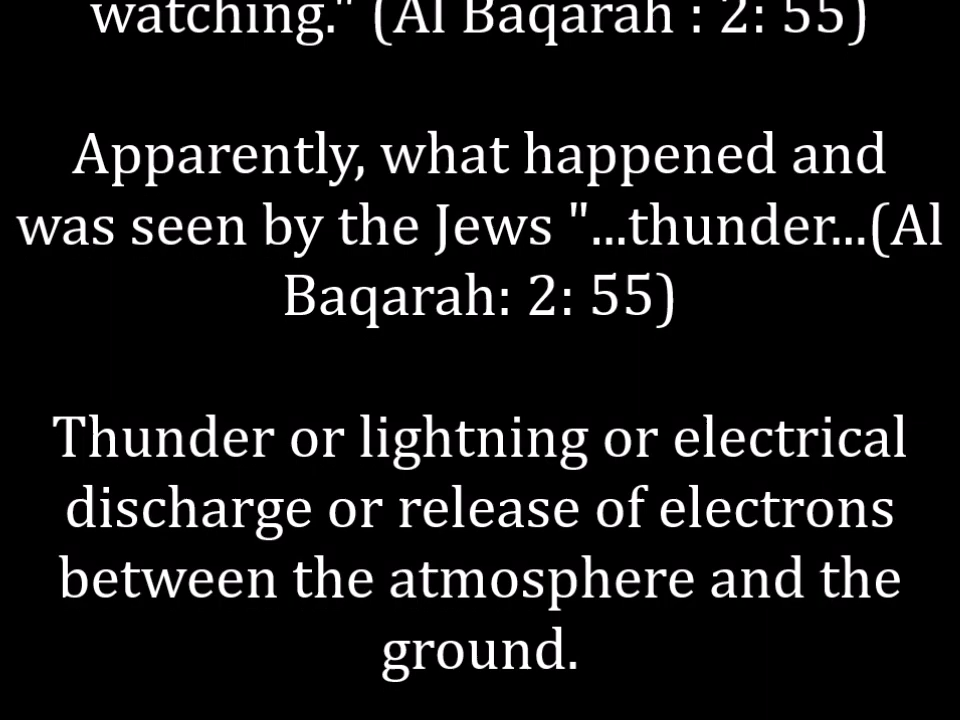 watching." (Al Baqarah : 2: 55)
Apparently, what happened and
was seen by the Jews "...thunder...(Al
Baqarah: 2: 55)
Thunder or lightning or electrical
discharge or release of electrons
between the atmosphere and the
ground.